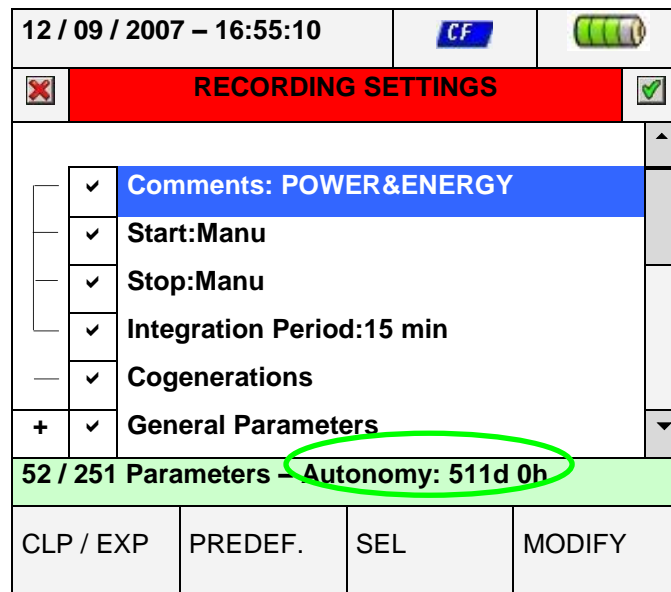 12 / 09 / 2007 – 16:55:10 CF
RECORDING SETTINGS
Comments: POWER&ENERGY
Start:Manu
Stop:Manu
Integration Period:15 min
Cogenerations
+ General Parameters
52 / 251 Parameters – Autonomy: 511d 0h
CLP / EXP PREDEF. SEL MODIFY